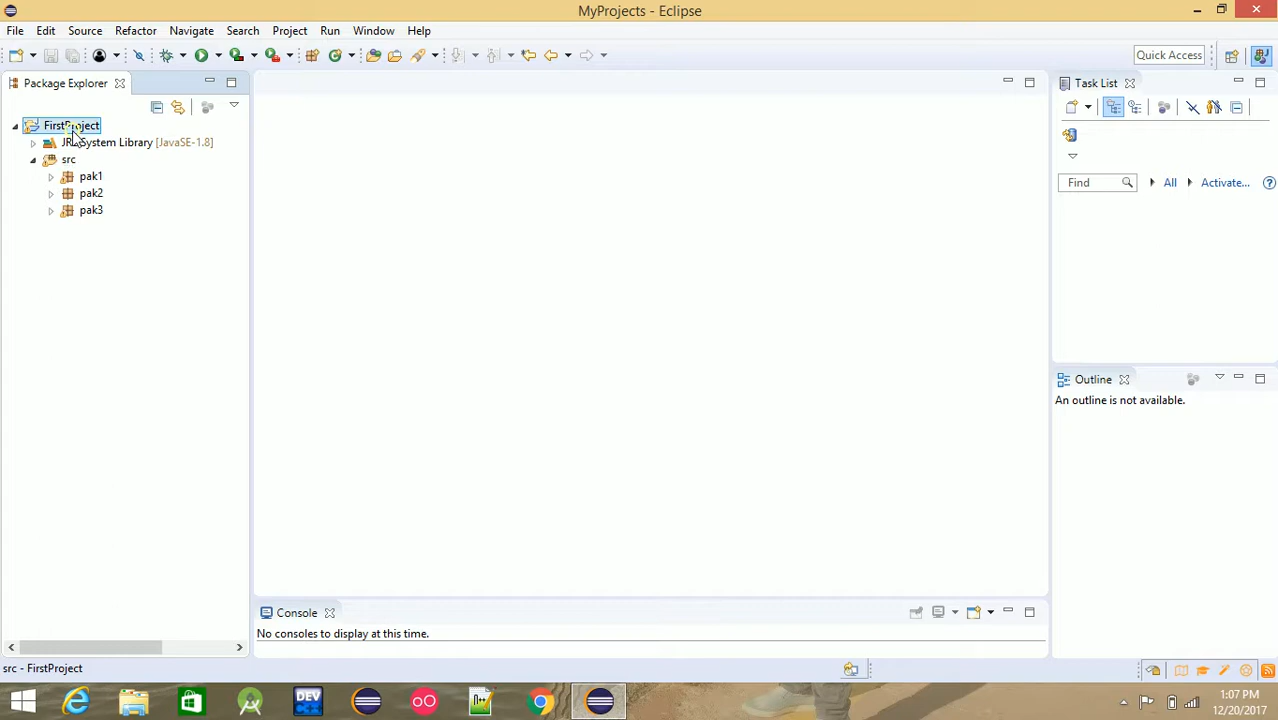 MyProjects - Eclipse
File Edit Source Refactor Navigate Search Project Run Window Help
Quick Access
Package Explorer
FirstProject
JRE System Library [JavaSE-1.8]
src
pak1
pak2
pak3
Task List
Find All Activate...
Outline
An outline is not available.
Console
No consoles to display at this time.
src - FirstProject
DEV
1:07 PM
12/20/2017